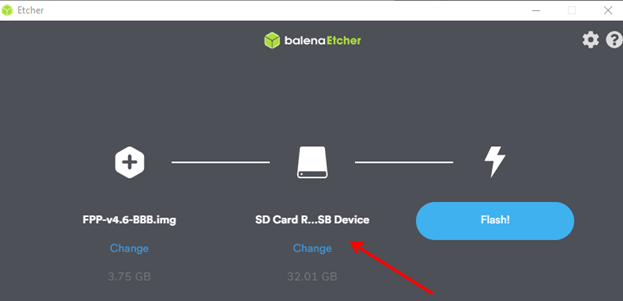 Etcher
balenaEtcher
FPP-v4.6-BBB.img
SD Card R...SB Device
Flash!
Change
Change
3.75 GB
32.01 GB